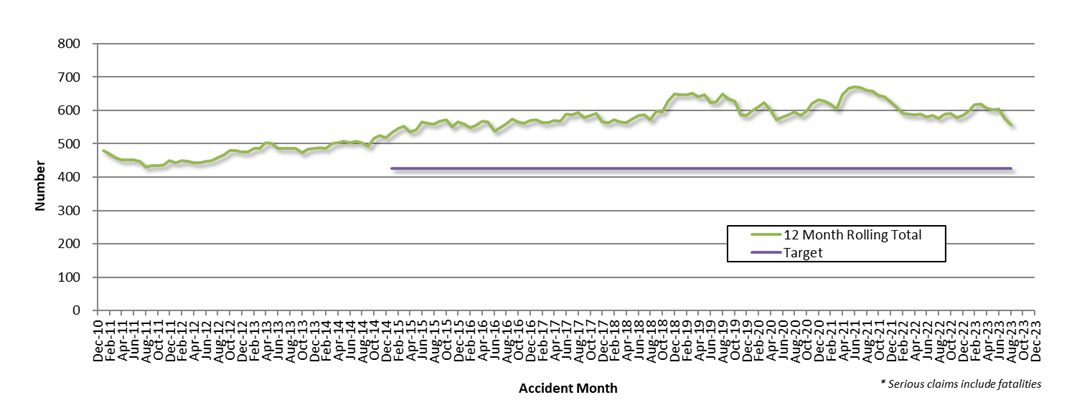 800
700
600
500
400
300
200
100
0
Number
12 Month Rolling Total
Target
Dec-10
Feb-11
Apr-11
Jun-11
Aug-11
Oct-11
Dec-11
Feb-12
Apr-12
Jun-12
Aug-12
Oct-12
Dec-12
Feb-13
Apr-13
Jun-13
Aug-13
Oct-13
Dec-13
Feb-14
Apr-14
Jun-14
Aug-14
Oct-14
Dec-14
Feb-15
Apr-15
Jun-15
Aug-15
Oct-15
Dec-15
Feb-16
Apr-16
Jun-16
Aug-16
Oct-16
Dec-16
Feb-17
Apr-17
Jun-17
Aug-17
Oct-17
Dec-17
Feb-18
Apr-18
Jun-18
Aug-18
Oct-18
Dec-18
Feb-19
Apr-19
Jun-19
Aug-19
Oct-19
Dec-19
Feb-20
Apr-20
Jun-20
Aug-20
Oct-20
Dec-20
Feb-21
Apr-21
Jun-21
Aug-21
Oct-21
Dec-21
Feb-22
Apr-22
Jun-22
Aug-22
Oct-22
Dec-22
Feb-23
Apr-23
Jun-23
Aug-23
Oct-23
Dec-23
Accident Month
* Serious claims include fatalities